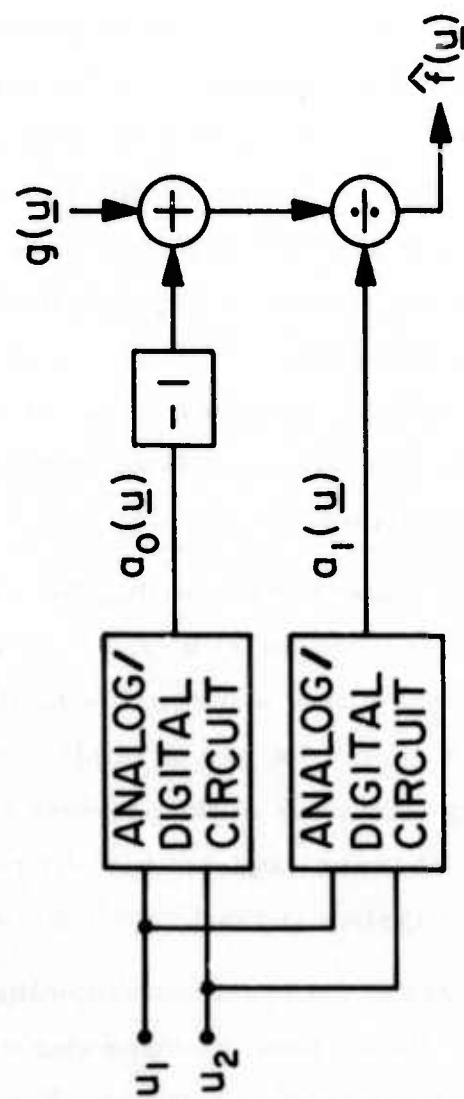 g(u)
a₀(u)
+
-1
ANALOG/
DIGITAL
CIRCUIT
u₁
u₂
a₁(u)
÷
f̂(u)
ANALOG/
DIGITAL
CIRCUIT